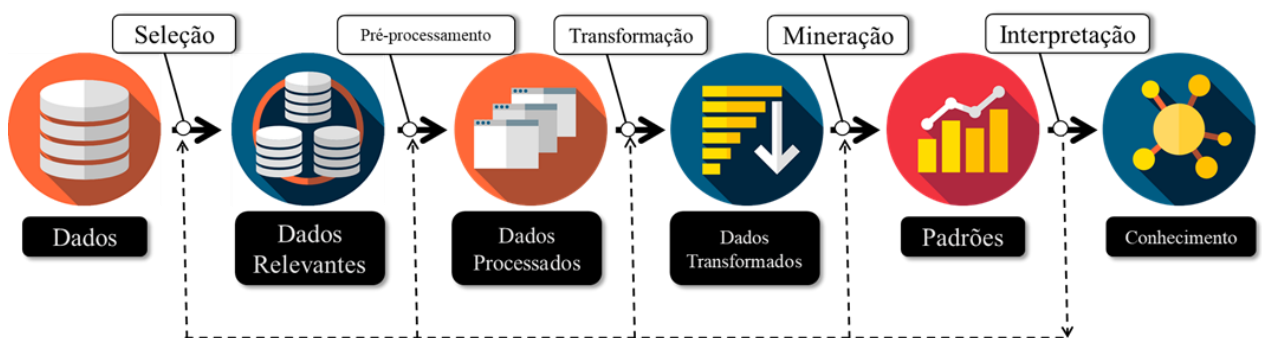 Seleção
Pré-processamento
Transformação
Mineração
Interpretação
Dados
Dados
Relevantes
Dados
Processados
Dados
Transformados
Padrões
Conhecimento